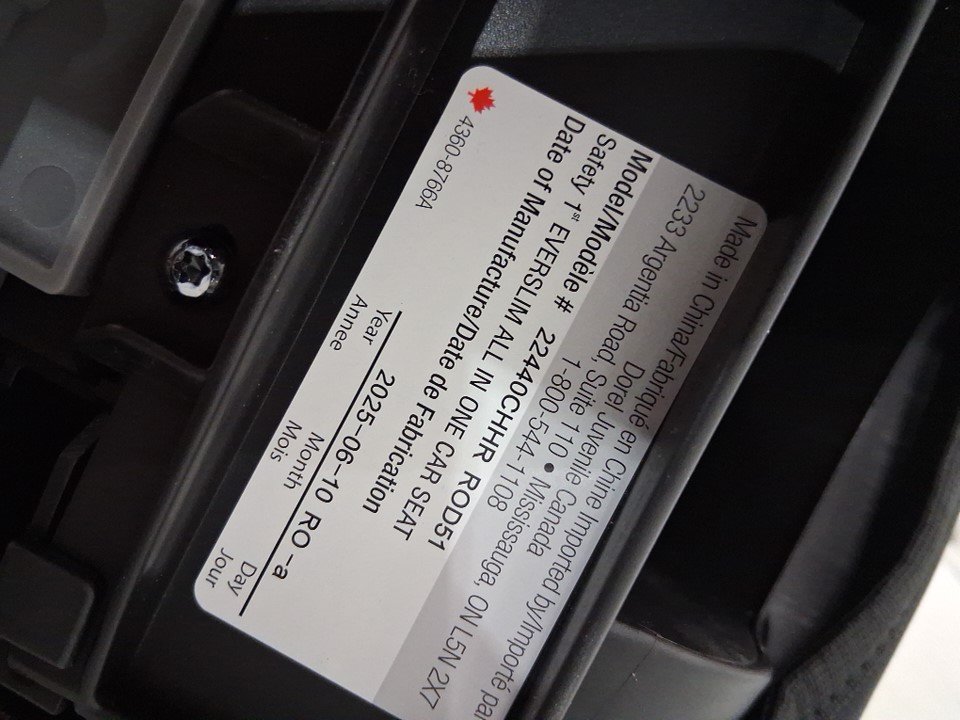 Made in China/Fabriqué en Chine Imported by/Importé par
Dorel Juvenile Canada
2233 Argentia Road, Suite 110 • Mississauga, ON L5N 2X7
1-800-544-1108
Model/Modèle # 22440CHHR ROD51
Safety 1st EVERSLIM ALL IN ONE CAR SEAT
Date of Manufacture/Date de Fabrication
2025-06-10 RO-a
Year Month Day
Annee Mois Jour
4360-8766A